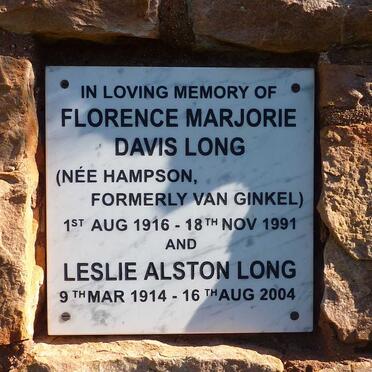 IN LOVING MEMORY OF
FLORENCE MARJORIE
DAVIS LONG
(NÉE HAMPSON,
FORMERLY VAN GINKEL)
1ST AUG 1916 - 18TH NOV 1991
AND
LESLIE ALSTON LONG
9TH MAR 1914 - 16TH AUG 2004